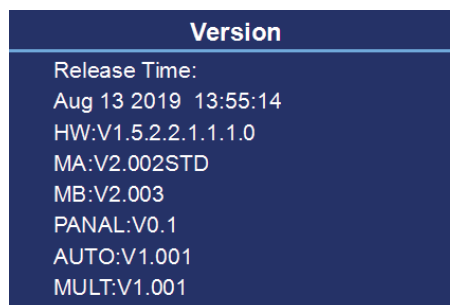 Version
Release Time:
Aug 13 2019  13:55:14
HW:V1.5.2.2.1.1.1.0
MA:V2.002STD
MB:V2.003
PANAL:V0.1
AUTO:V1.001
MULT:V1.001